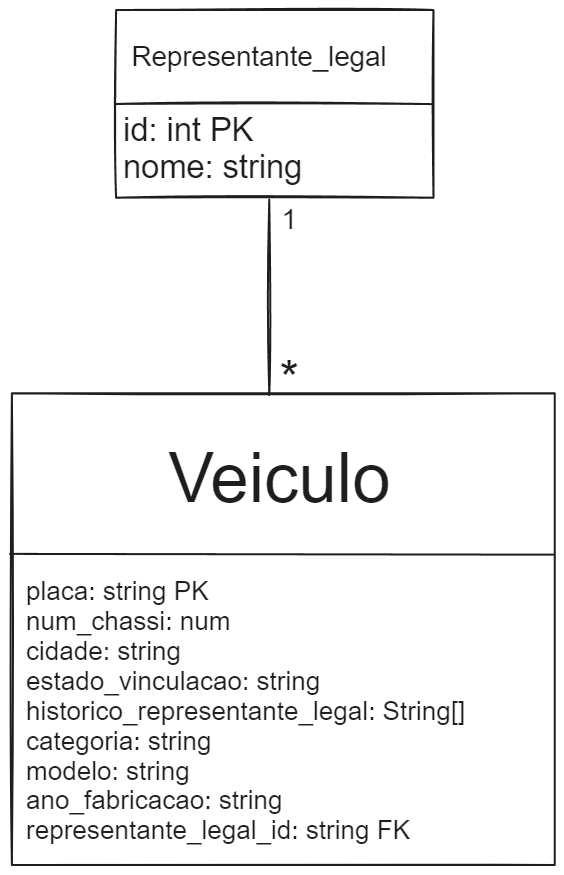 Representante_legal
id: int PK
nome: string
1
*
Veiculo
placa: string PK
num_chassi: num
cidade: string
estado_vinculacao: string
historico_representante_legal: String[]
categoria: string
modelo: string
ano_fabricacao: string
representante_legal_id: string FK